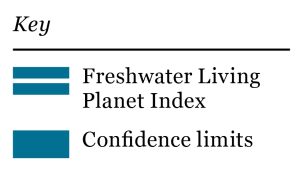 Key
Freshwater Living
Planet Index
Confidence limits